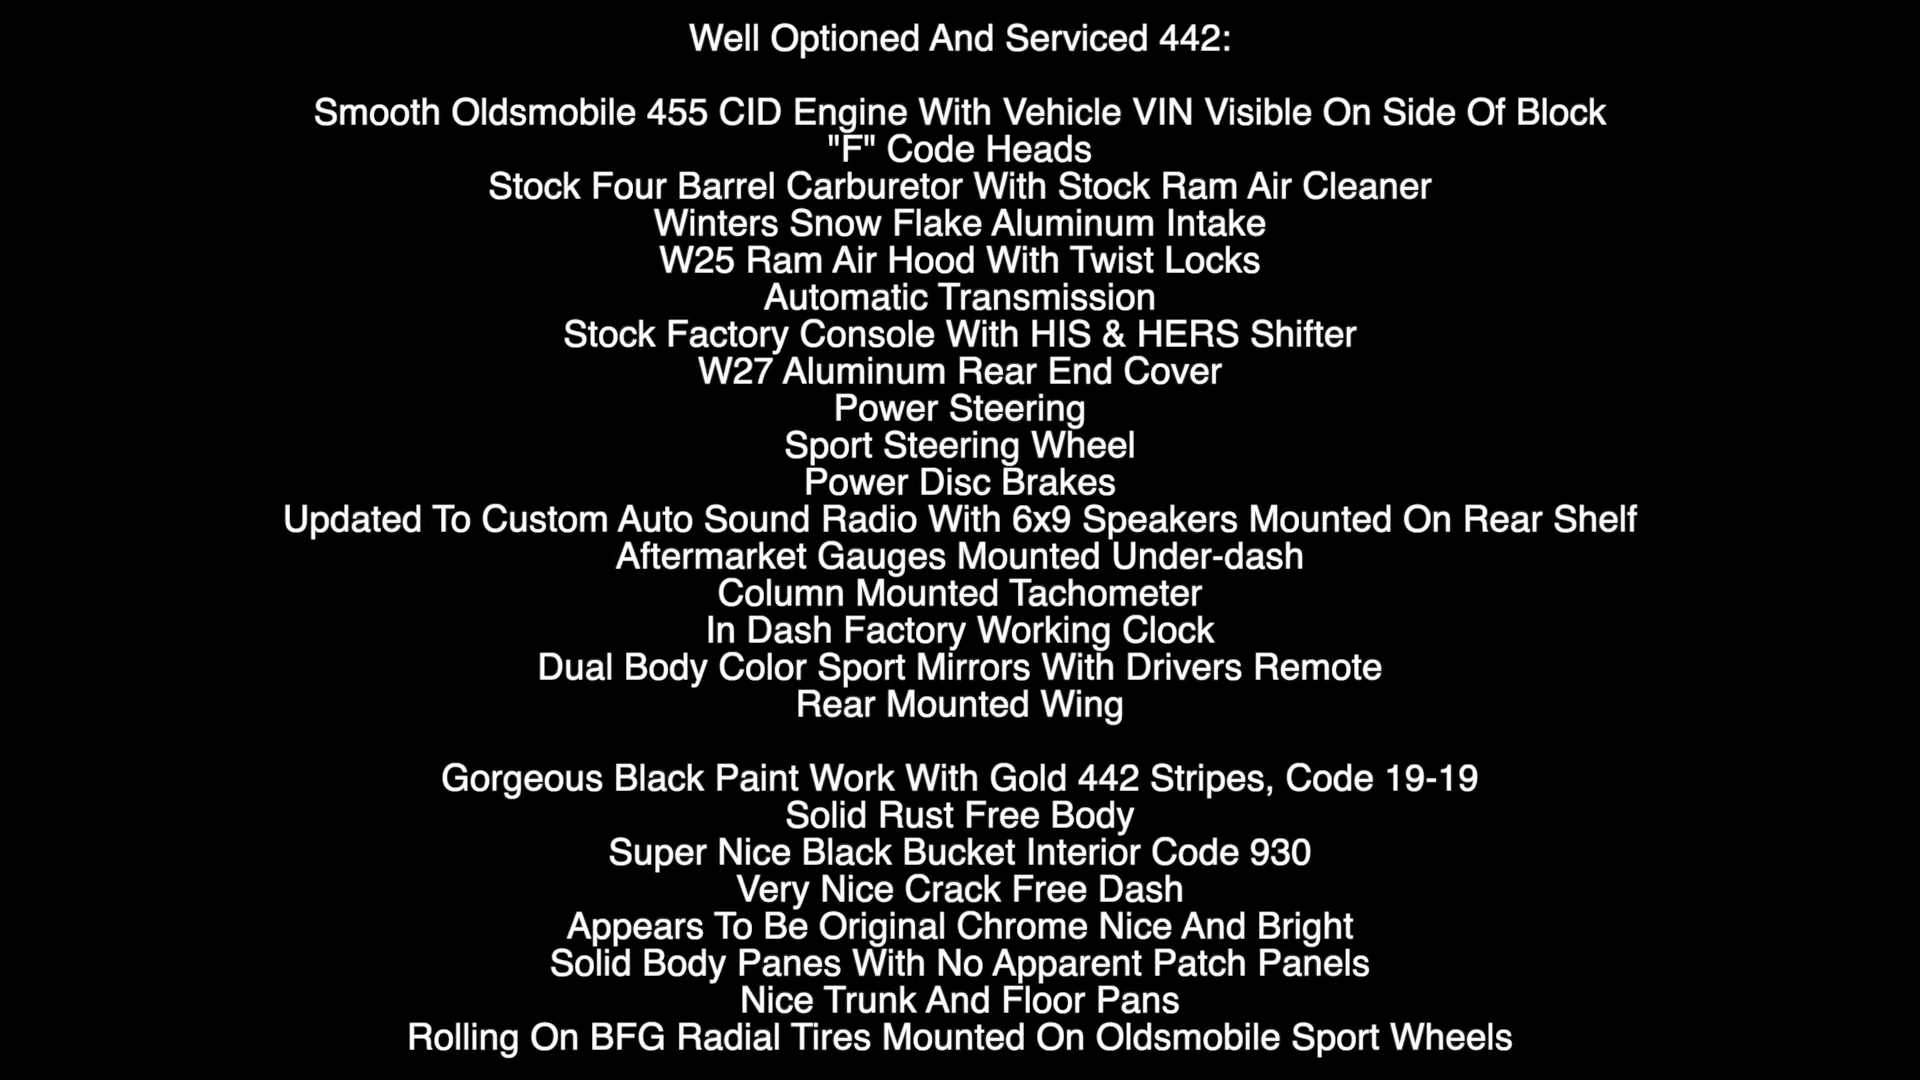 Well Optioned And Serviced 442:
Smooth Oldsmobile 455 CID Engine With Vehicle VIN Visible On Side Of Block
"F" Code Heads
Stock Four Barrel Carburetor With Stock Ram Air Cleaner
Winters Snow Flake Aluminum Intake
W25 Ram Air Hood With Twist Locks
Automatic Transmission
Stock Factory Console With HIS & HERS Shifter
W27 Aluminum Rear End Cover
Power Steering
Sport Steering Wheel
Power Disc Brakes
Updated To Custom Auto Sound Radio With 6x9 Speakers Mounted On Rear Shelf
Aftermarket Gauges Mounted Under-dash
Column Mounted Tachometer
In Dash Factory Working Clock
Dual Body Color Sport Mirrors With Drivers Remote
Rear Mounted Wing
Gorgeous Black Paint Work With Gold 442 Stripes, Code 19-19
Solid Rust Free Body
Super Nice Black Bucket Interior Code 930
Very Nice Crack Free Dash
Appears To Be Original Chrome Nice And Bright
Solid Body Panes With No Apparent Patch Panels
Nice Trunk And Floor Pans
Rolling On BFG Radial Tires Mounted On Oldsmobile Sport Wheels